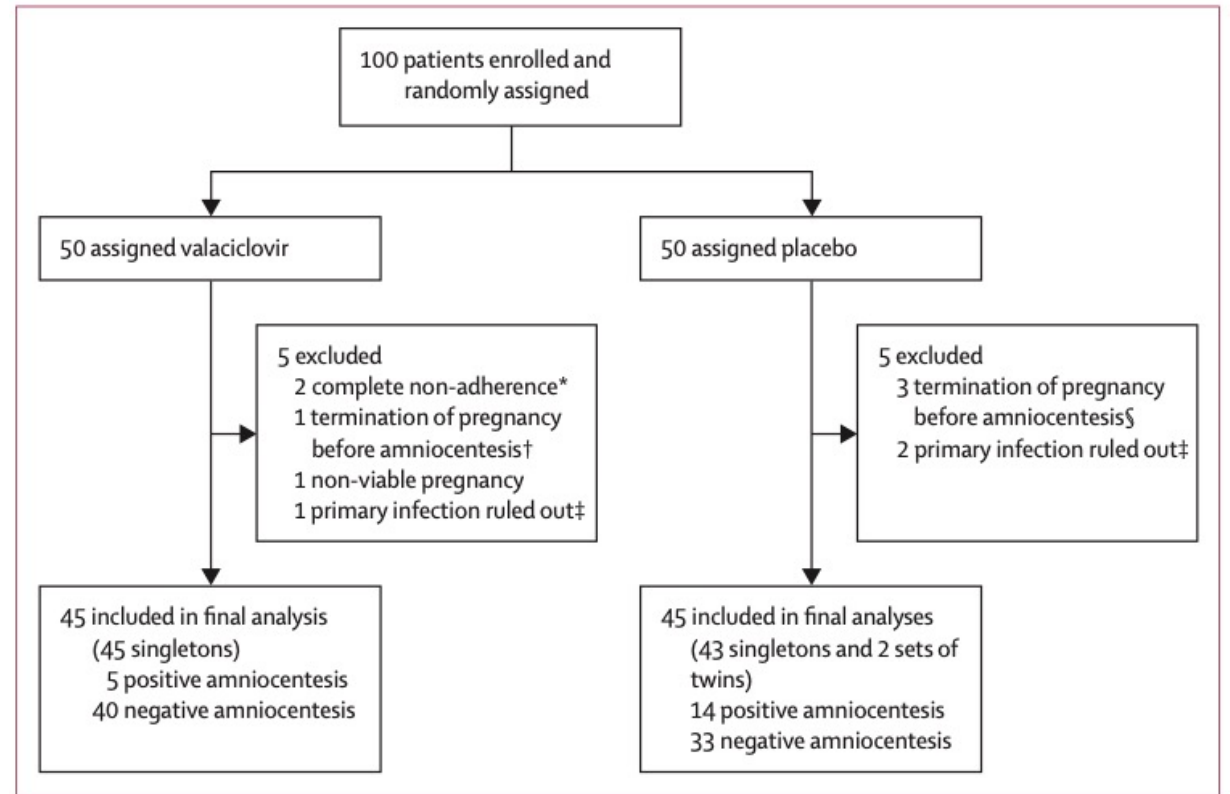 100 patients enrolled and
randomly assigned
50 assigned valaciclovir
50 assigned placebo
5 excluded
2 complete non-adherence*
1 termination of pregnancy
before amniocentesis†
1 non-viable pregnancy
1 primary infection ruled out‡
5 excluded
3 termination of pregnancy
before amniocentesis§
2 primary infection ruled out‡
45 included in final analysis
(45 singletons)
5 positive amniocentesis
40 negative amniocentesis
45 included in final analyses
(43 singletons and 2 sets of
twins)
14 positive amniocentesis
33 negative amniocentesis